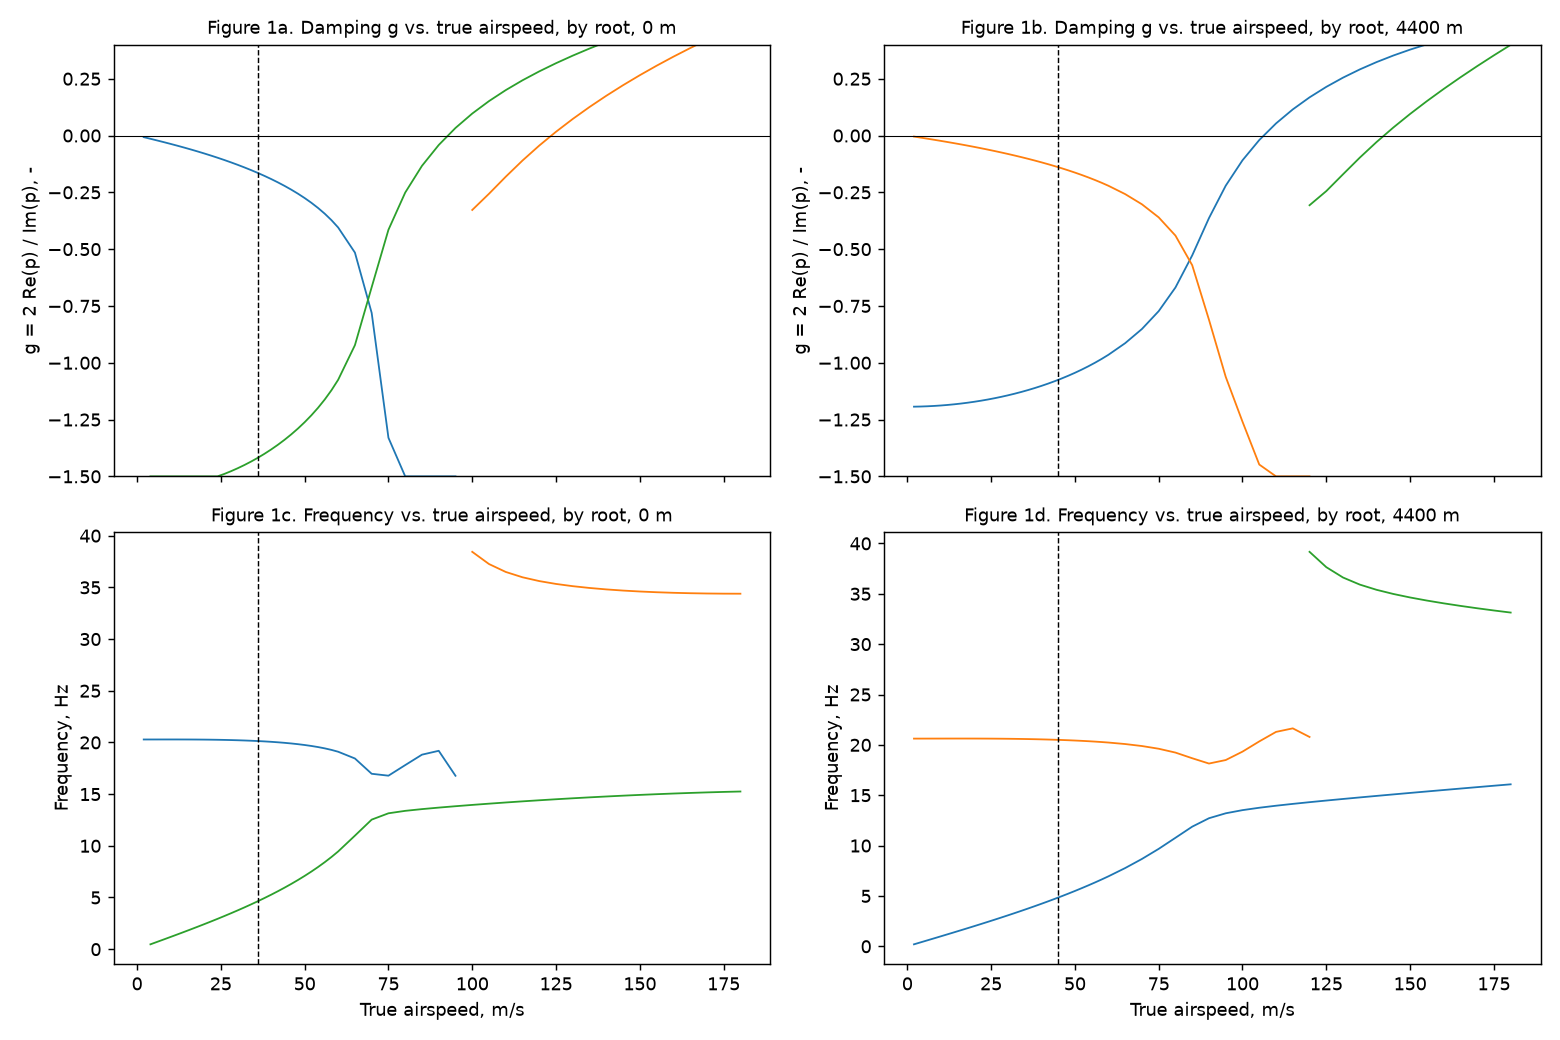 Figure 1a. Damping g vs. true airspeed, by root, 0 m
0.25
0.00
−0.25
−0.50
−0.75
−1.00
−1.25
−1.50
g = 2 Re(p) / Im(p), -
Figure 1b. Damping g vs. true airspeed, by root, 4400 m
0.25
0.00
−0.25
−0.50
−0.75
−1.00
−1.25
−1.50
g = 2 Re(p) / Im(p), -
Figure 1c. Frequency vs. true airspeed, by root, 0 m
40
35
30
25
20
15
10
5
0
Frequency, Hz
0 25 50 75 100 125 150 175
True airspeed, m/s
Figure 1d. Frequency vs. true airspeed, by root, 4400 m
40
35
30
25
20
15
10
5
0
Frequency, Hz
0 25 50 75 100 125 150 175
True airspeed, m/s